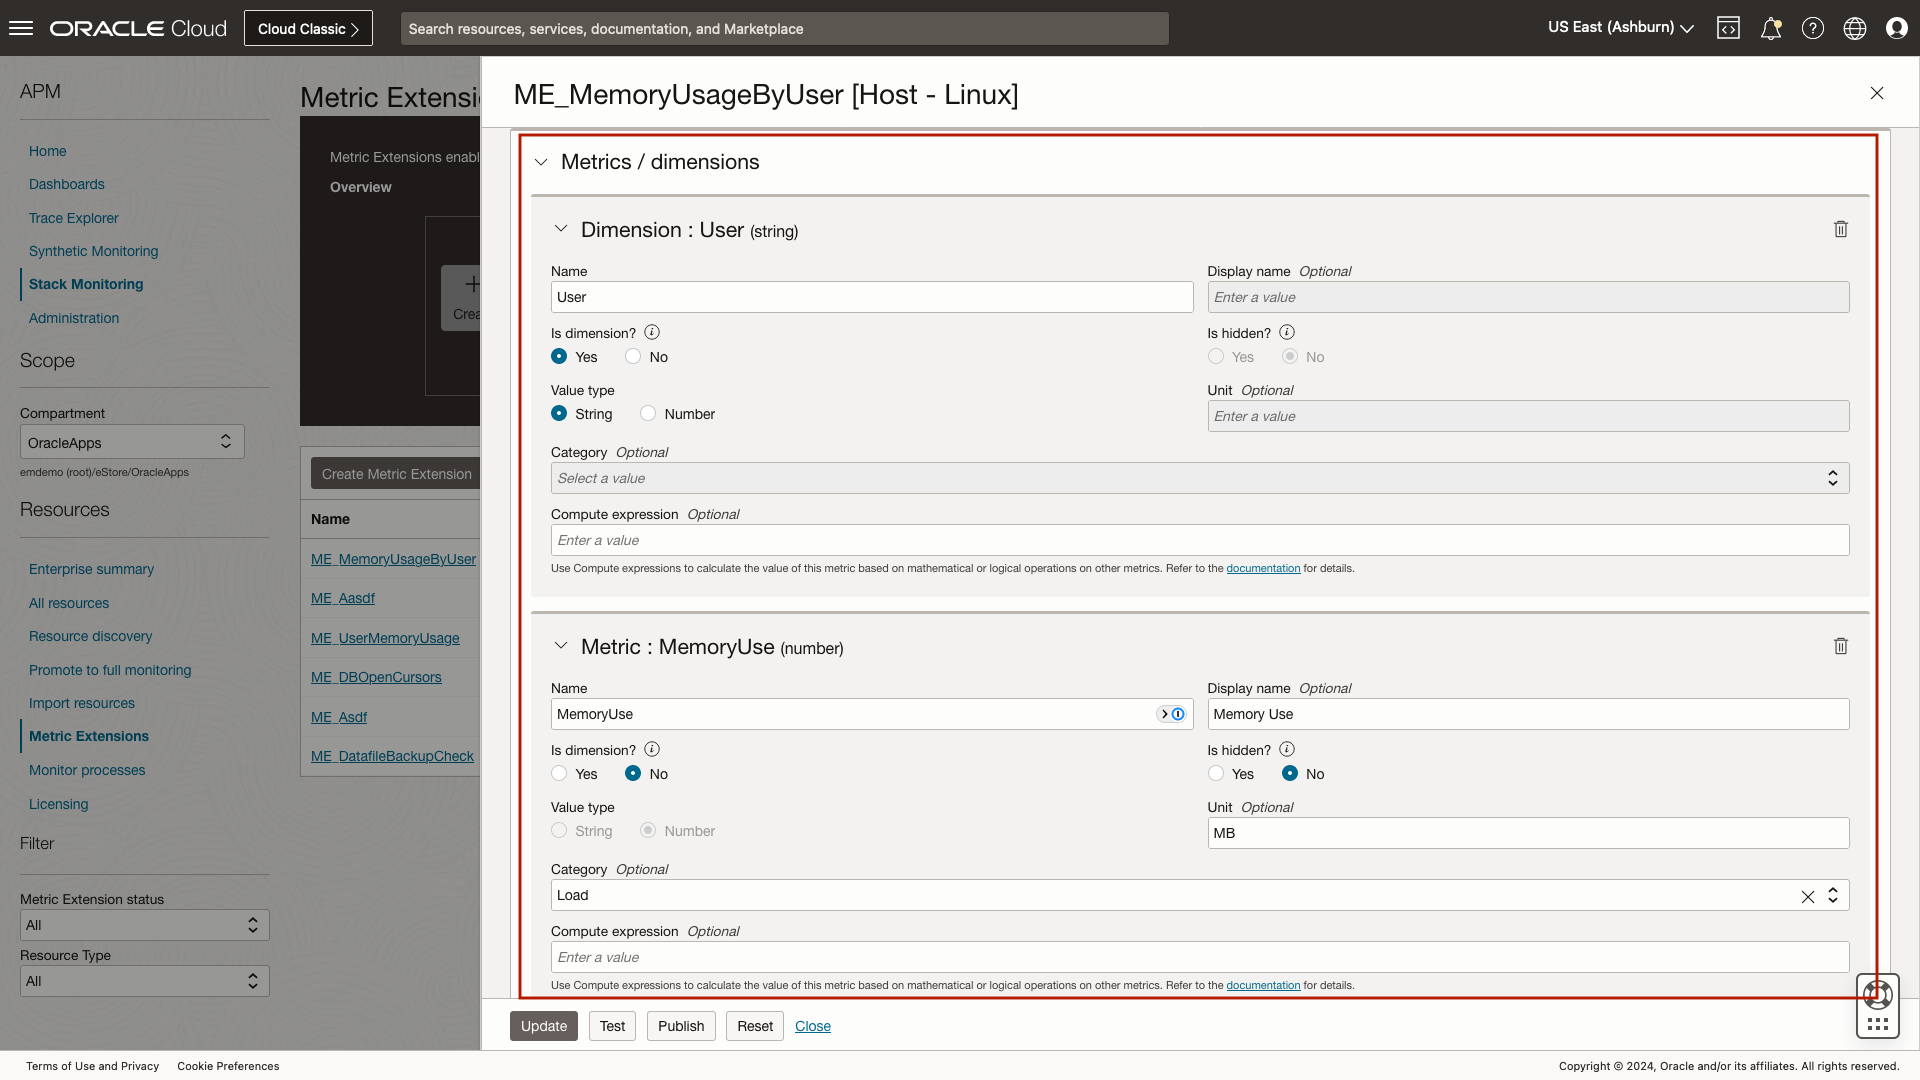 ORACLE Cloud
Cloud Classic
Search resources, services, documentation, and Marketplace
US East (Ashburn)
APM
Home
Dashboards
Trace Explorer
Synthetic Monitoring
Stack Monitoring
Administration
Scope
Compartment
OracleApps
emdemo (root)/eStore/OracleApps
Resources
Enterprise summary
All resources
Resource discovery
Promote to full monitoring
Import resources
Metric Extensions
Monitor processes
Licensing
Filter
Metric Extension status
All
Resource Type
All
Metric Extensi
Metric Extensions enabl
Overview
Crea
Create Metric Extension
Name
ME_MemoryUsageByUser
ME_Aasdf
ME_UserMemoryUsage
ME_DBOpenCursors
ME_Asdf
ME_DatafileBackupCheck
ME_MemoryUsageByUser [Host - Linux]
Metrics / dimensions
Dimension : User (string)
Name
Display name Optional
User
Enter a value
Is dimension?
Is hidden?
Yes No
Yes No
Value type
Unit Optional
String Number
Enter a value
Category Optional
Select a value
Compute expression Optional
Enter a value
Use Compute expressions to calculate the value of this metric based on mathematical or logical operations on other metrics. Refer to the documentation for details.
Metric : MemoryUse (number)
Name
Display name Optional
MemoryUse
Memory Use
Is dimension?
Is hidden?
Yes No
Yes No
Value type
Unit Optional
String Number
MB
Category Optional
Load
Compute expression Optional
Enter a value
Use Compute expressions to calculate the value of this metric based on mathematical or logical operations on other metrics. Refer to the documentation for details.
Update Test Publish Reset Close
Terms of Use and Privacy Cookie Preferences
Copyright © 2024, Oracle and/or its affiliates. All rights reserved.